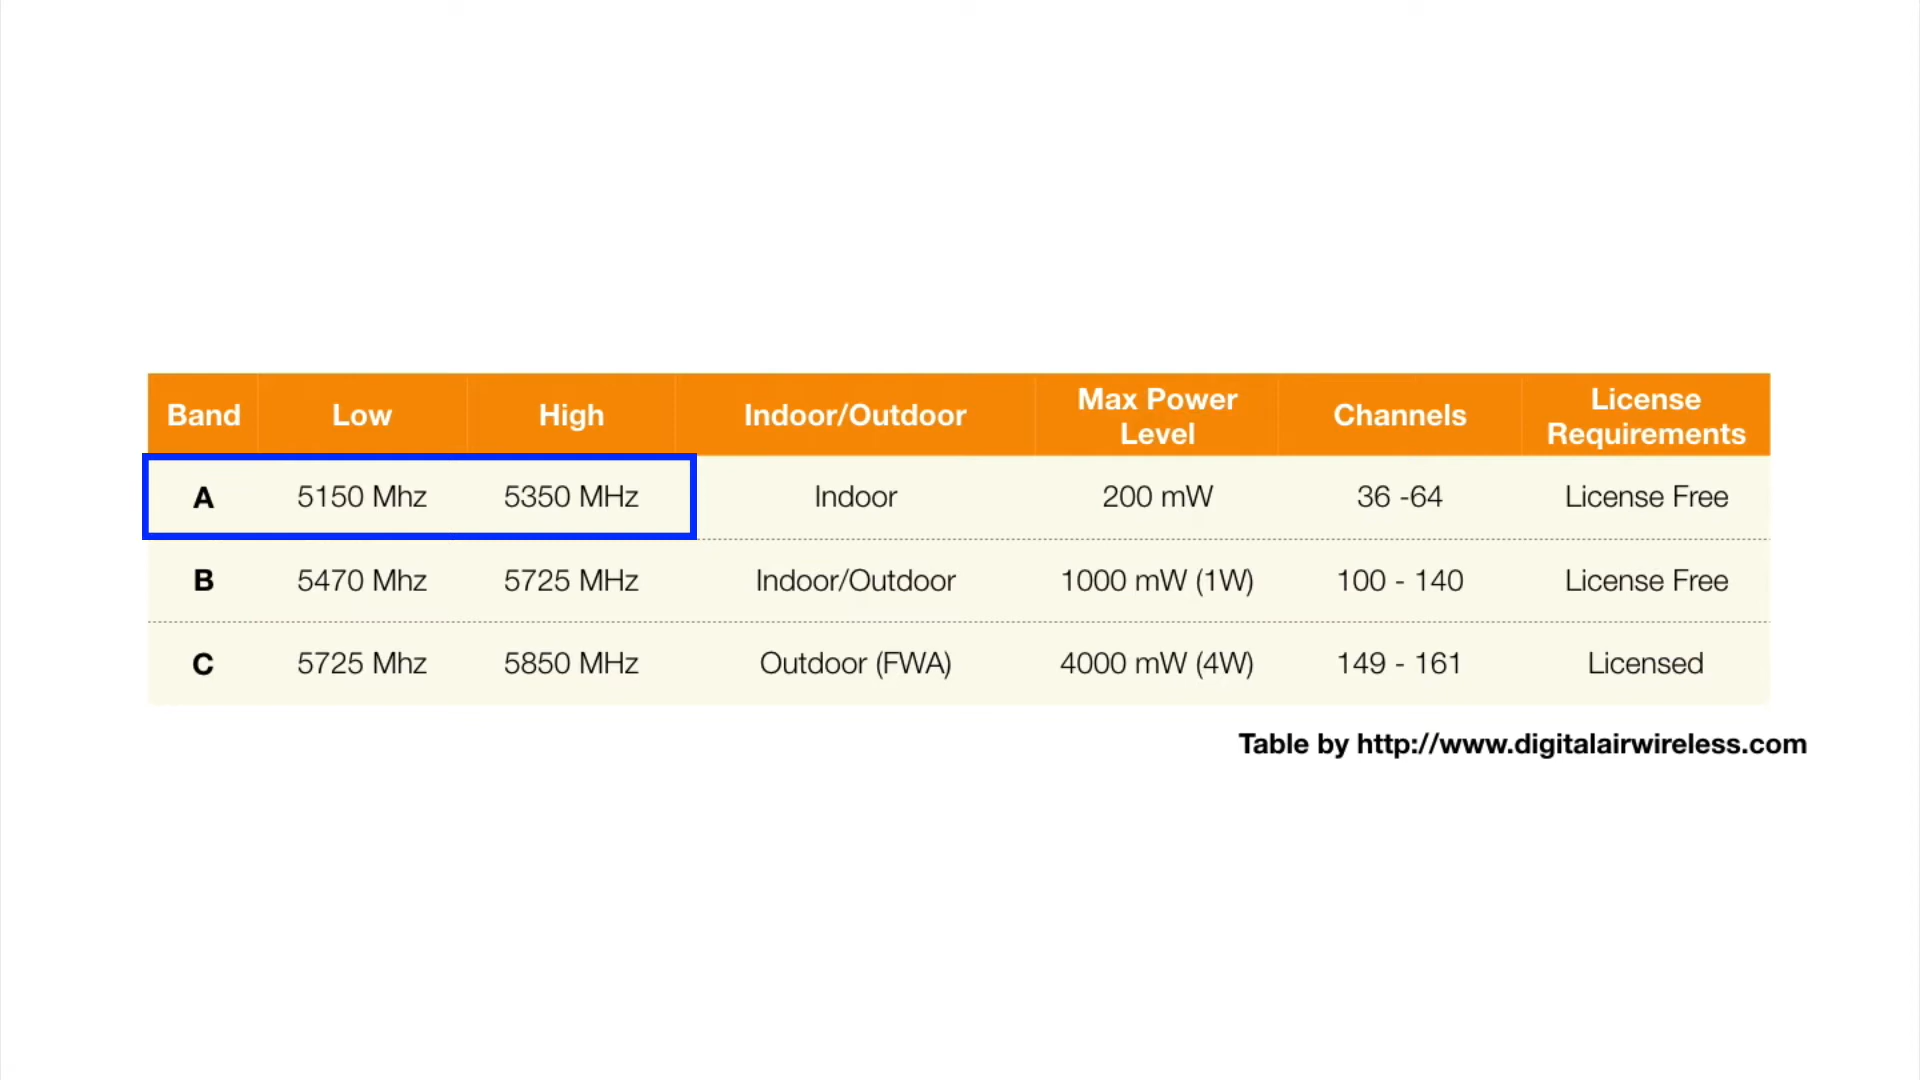 Band Low High Indoor/Outdoor Max Power Level Channels License Requirements
A 5150 Mhz 5350 MHz Indoor 200 mW 36 -64 License Free
B 5470 Mhz 5725 MHz Indoor/Outdoor 1000 mW (1W) 100 - 140 License Free
C 5725 Mhz 5850 MHz Outdoor (FWA) 4000 mW (4W) 149 - 161 Licensed
Table by http://www.digitalairwireless.com